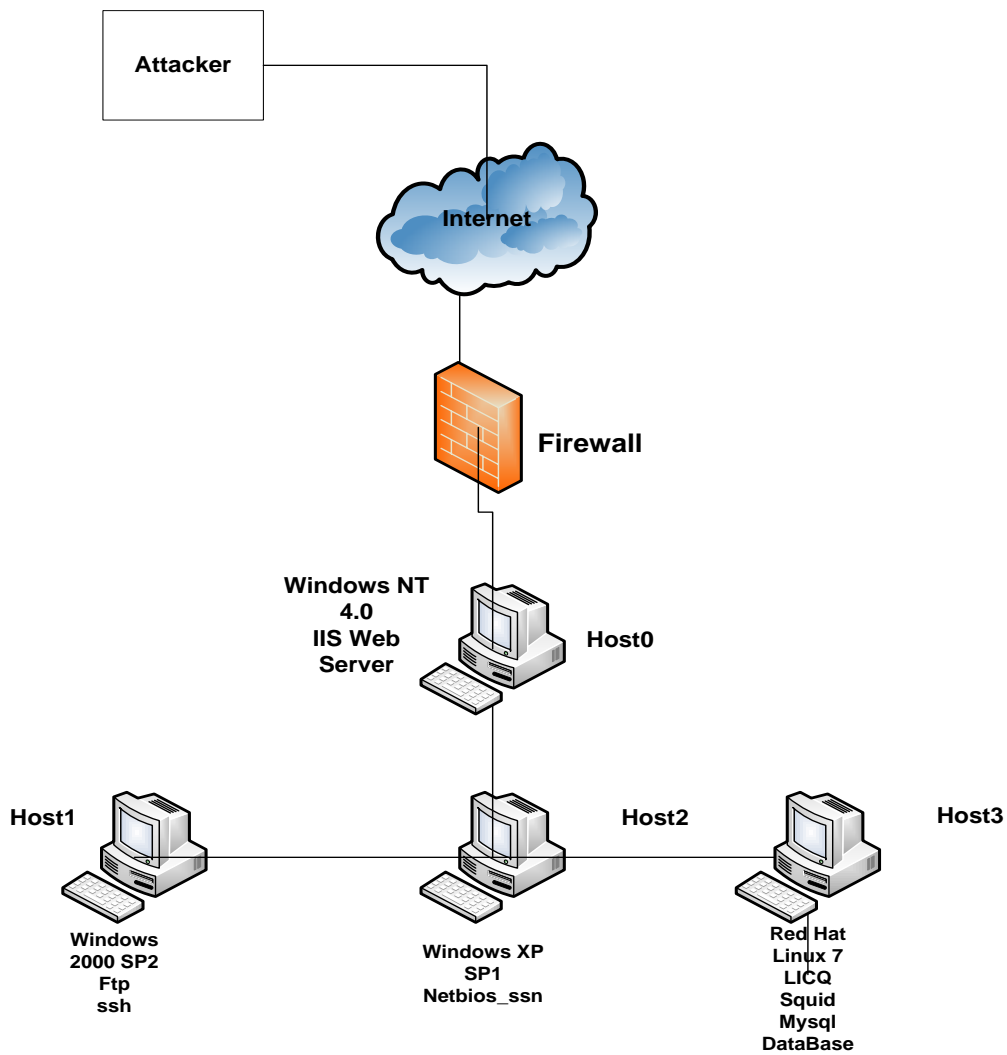 Attacker
Internet
Firewall
Windows NT
4.0
IIS Web
Server
Host0
Host1
Host2
Host3
Windows
2000 SP2
Ftp
ssh
Windows XP
SP1
Netbios_ssn
Red Hat
Linux 7
LICQ
Squid
Mysql
DataBase